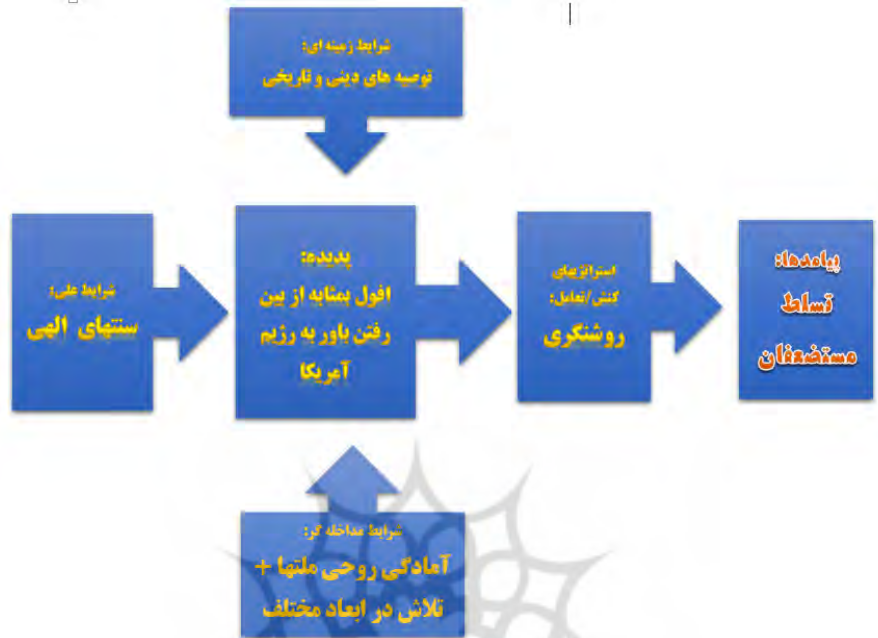 شرایط زمینه ای:
توصیه های دینی و تاریخی
شرایط علی:
سنتهای الهی
پدیده:
افول بمثابه از بین
رفتن باور به رژیم
آمریکا
استراتژیهای
کنش/تعامل:
روشنگری
پیامدها:
تسلط
مستضعفان
شرایط مداخله گر:
آمادگی روحی ملتها +
تلاش در ابعاد مختلف